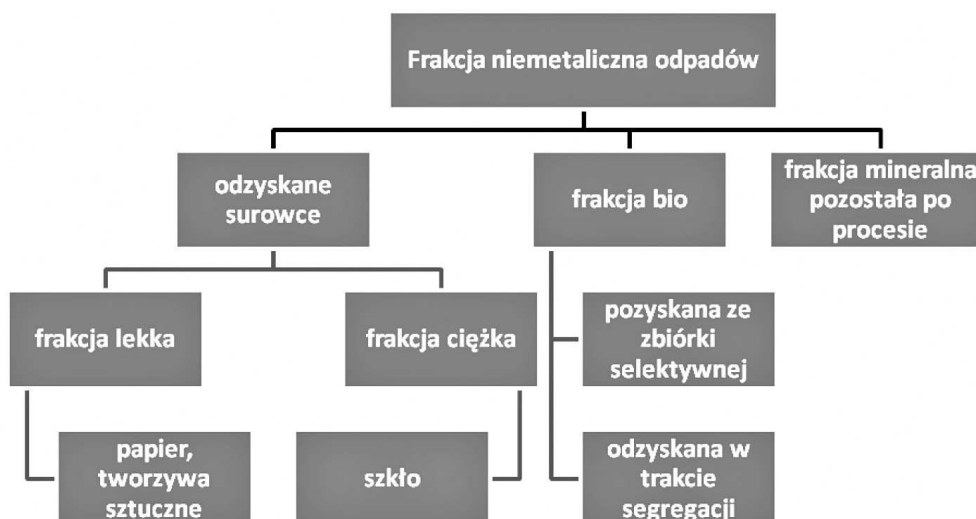 Frakcja niemetaliczna odpadów
odzyskane
surowce
frakcja bio
frakcja mineralna
pozostała po
procesie
frakcja lekka
frakcja ciężka
pozyskana ze
zbiórki
selektywnej
papier,
tworzywa
sztuczne
szkło
odzyskana w
trakcie
segregacji